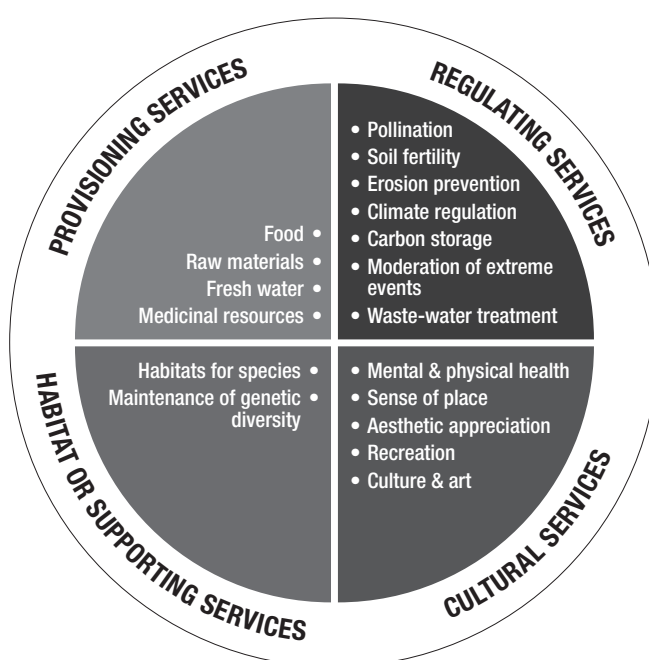 PROVISIONING SERVICES
Food •
Raw materials •
Fresh water •
Medicinal resources •
REGULATING SERVICES
• Pollination
• Soil fertility
• Erosion prevention
• Climate regulation
• Carbon storage
• Moderation of extreme
events
• Waste-water treatment
HABITAT OR SUPPORTING SERVICES
Habitats for species •
Maintenance of genetic •
diversity
CULTURAL SERVICES
• Mental & physical health
• Sense of place
• Aesthetic appreciation
• Recreation
• Culture & art